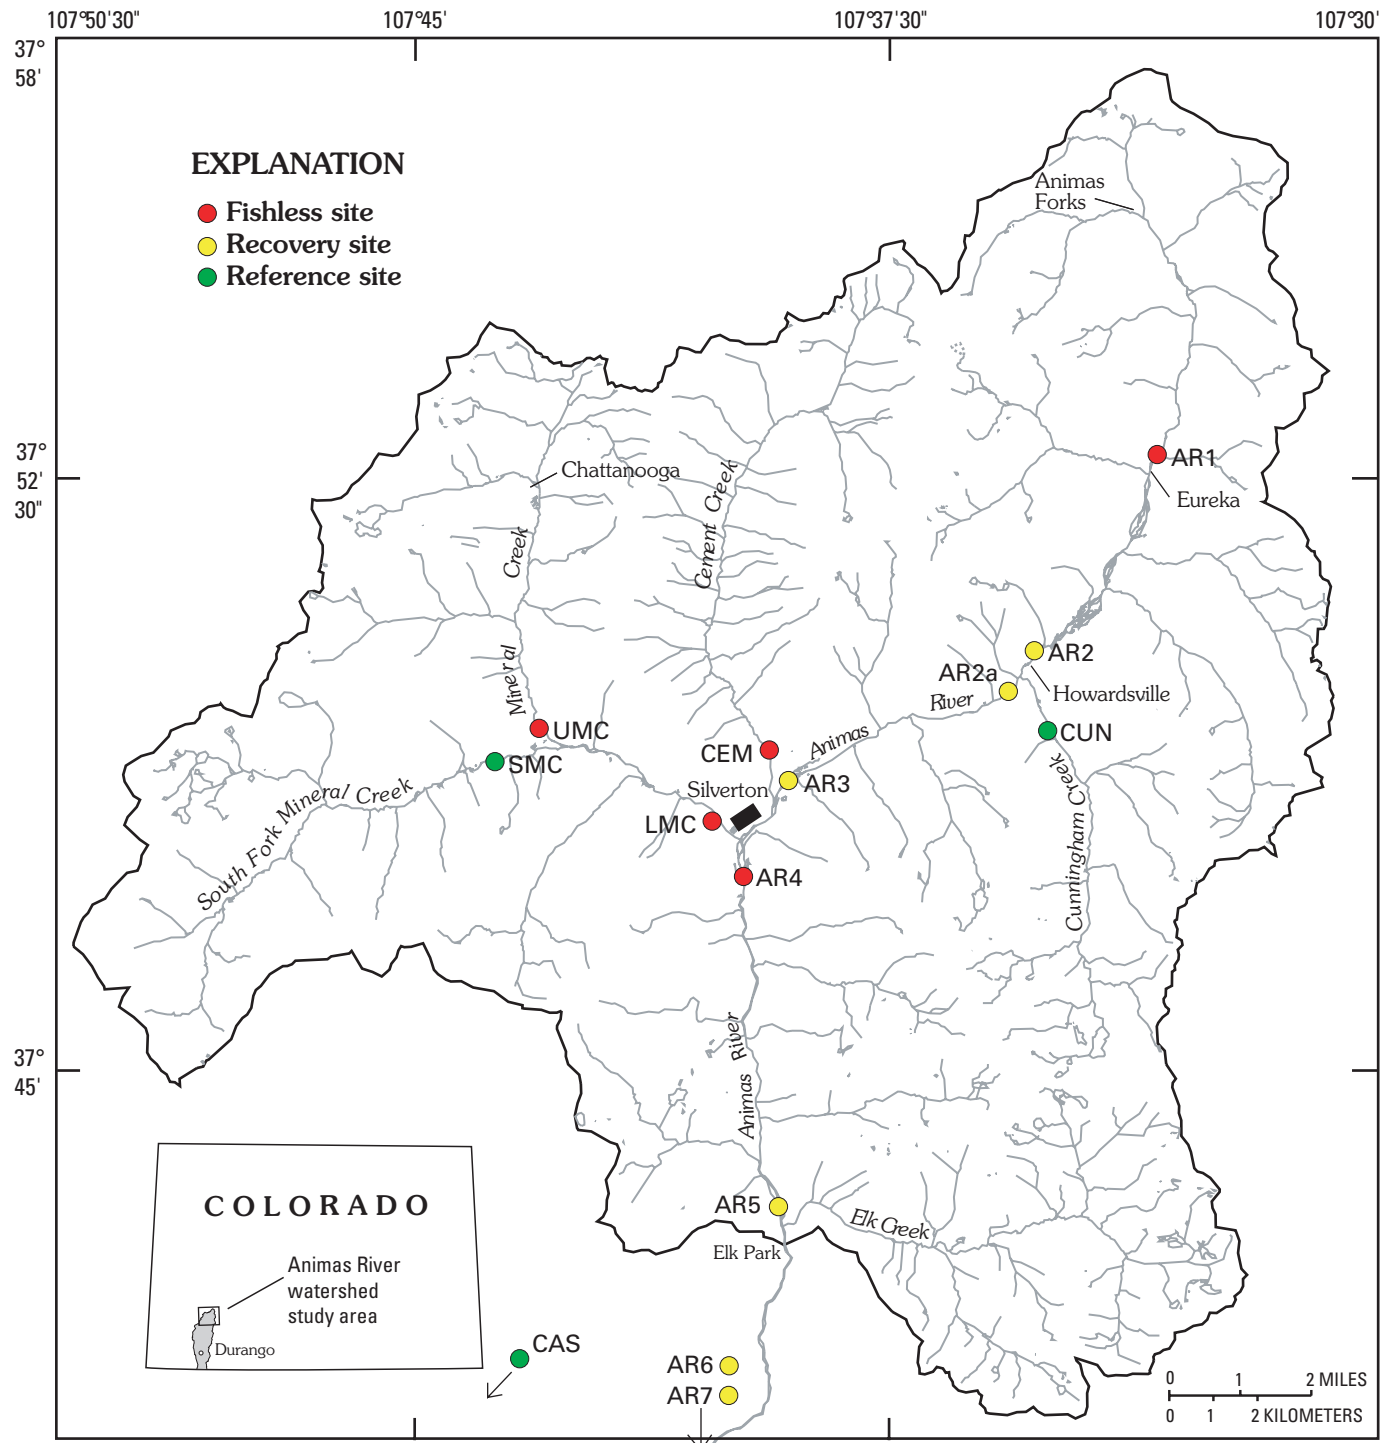 107°50'30"
107°45'
107°37'30"
107°30'
37°
58'
EXPLANATION
Fishless site
Recovery site
Reference site
Animas
Forks
37°
52'
30"
Chattanooga
AR1
Eureka
Cement Creek
Creek
Mineral
AR2
AR2a
Howardsville
River
Animas
UMC
CUN
SMC
CEM
AR3
Silverton
LMC
South Fork Mineral Creek
Cunningham Creek
AR4
37°
45'
River
Animas
AR5
Elk Creek
Elk Park
COLORADO
Animas River
watershed
study area
Durango
CAS
AR6
AR7
0 1 2 MILES
0 1 2 KILOMETERS